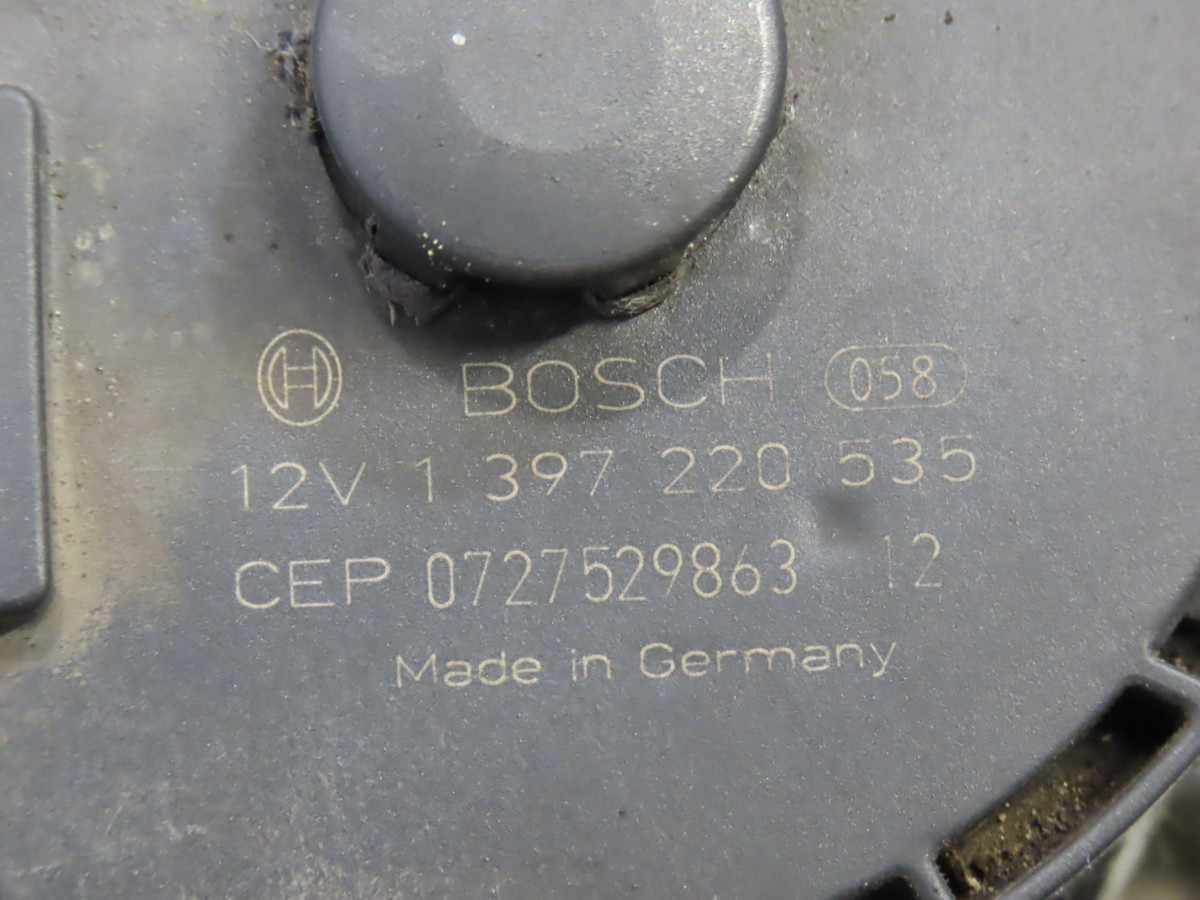 BOSCH 058
12V 1 397 220 535
CEP 0727529863 12
Made in Germany